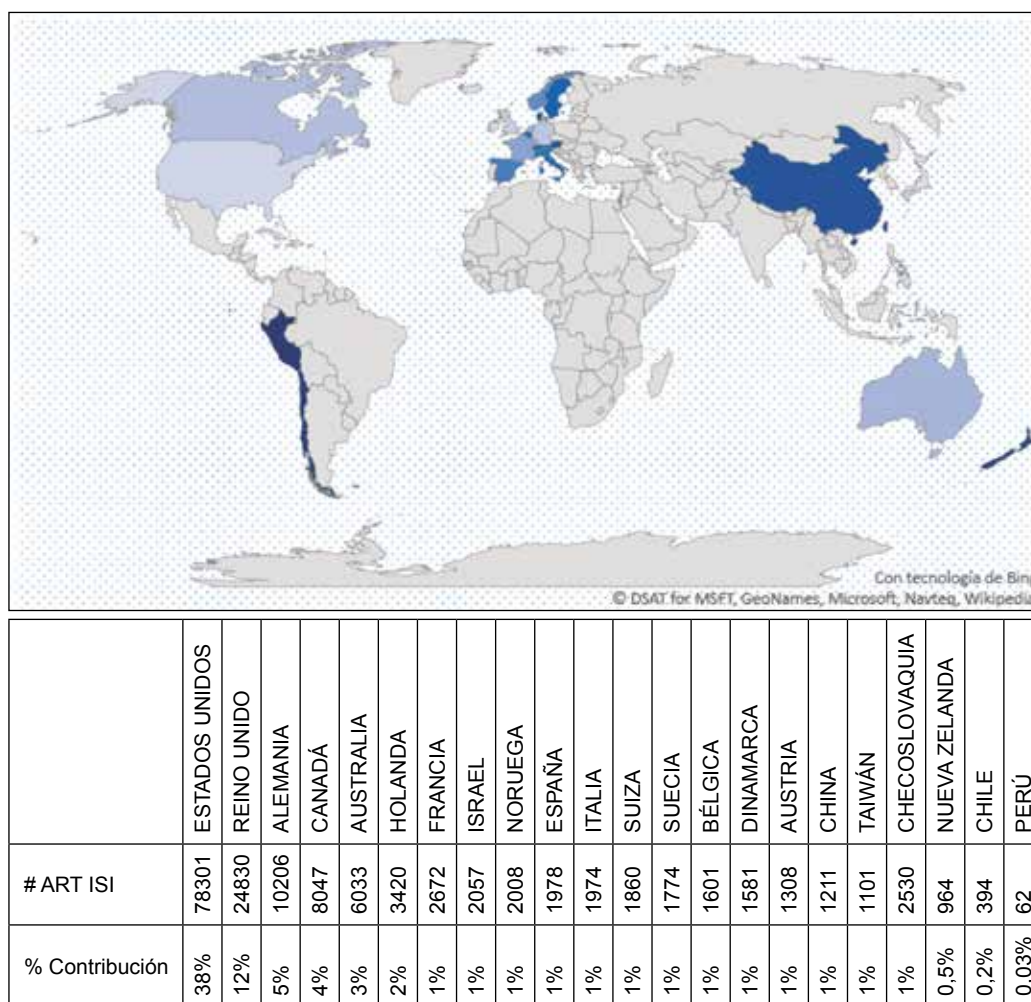 Con tecnología de Bing
© DSAT for MSFT, GeoNames, Microsoft, Navteq, Wikipedia
ESTADOS UNIDOS REINO UNIDO ALEMANIA CANADÁ AUSTRALIA HOLANDA FRANCIA ISRAEL NORUEGA ESPAÑA ITALIA SUIZA SUECIA BÉLGICA DINAMARCA AUSTRIA CHINA TAIWÁN CHECOSLOVAQUIA NUEVA ZELANDA CHILE PERÚ
# ART ISI 78301 24830 10206 8047 6033 3420 2672 2057 2008 1978 1974 1860 1774 1601 1581 1308 1211 1101 2530 964 394 62
% Contribución 38% 12% 5% 4% 3% 2% 1% 1% 1% 1% 1% 1% 1% 1% 1% 1% 1% 1% 1% 0,5% 0,2% 0,03%